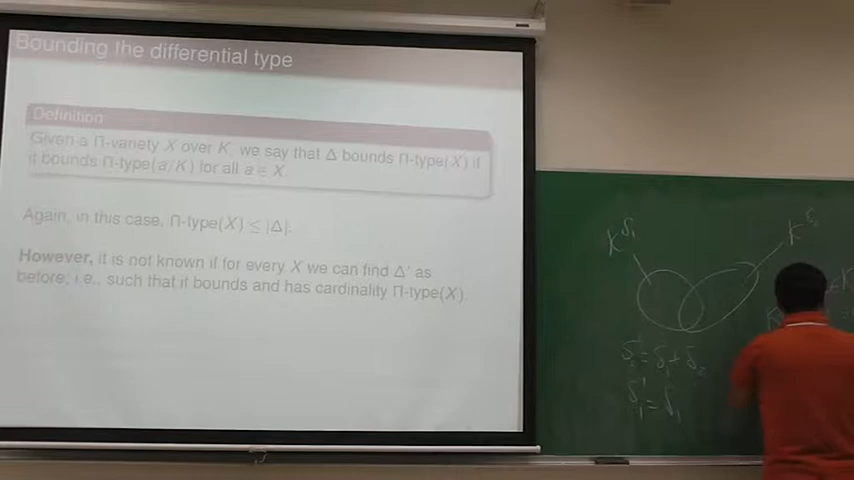 Bounding the differential type
Definition
Given a Π-variety X over K, we say that Δ bounds Π-type(X) if
it bounds Π-type(a/K) for all a ∈ X.
Again, in this case, Π-type(X) ≤ |Δ|.
However, it is not known if for every X we can find Δ′ as
before; i.e., such that it bounds and has cardinality Π-type(X)
K^δ₁
δ₂′ = δ₁ + δ₂
δ₁′ = δ₁